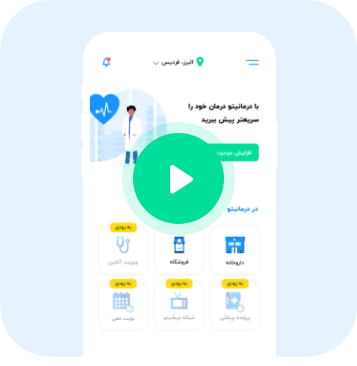 البرز، فردیس
با درمانیتو درمان خود را
سریعتر پیش ببرید
افزایش موجودی
در درمانیتو
داروخانه
فروشگاه
به زودی
ویزیت آنلاین
به زودی
پرونده پزشکی
به زودی
شبکه درمانیتو
به زودی
نوبت دهی